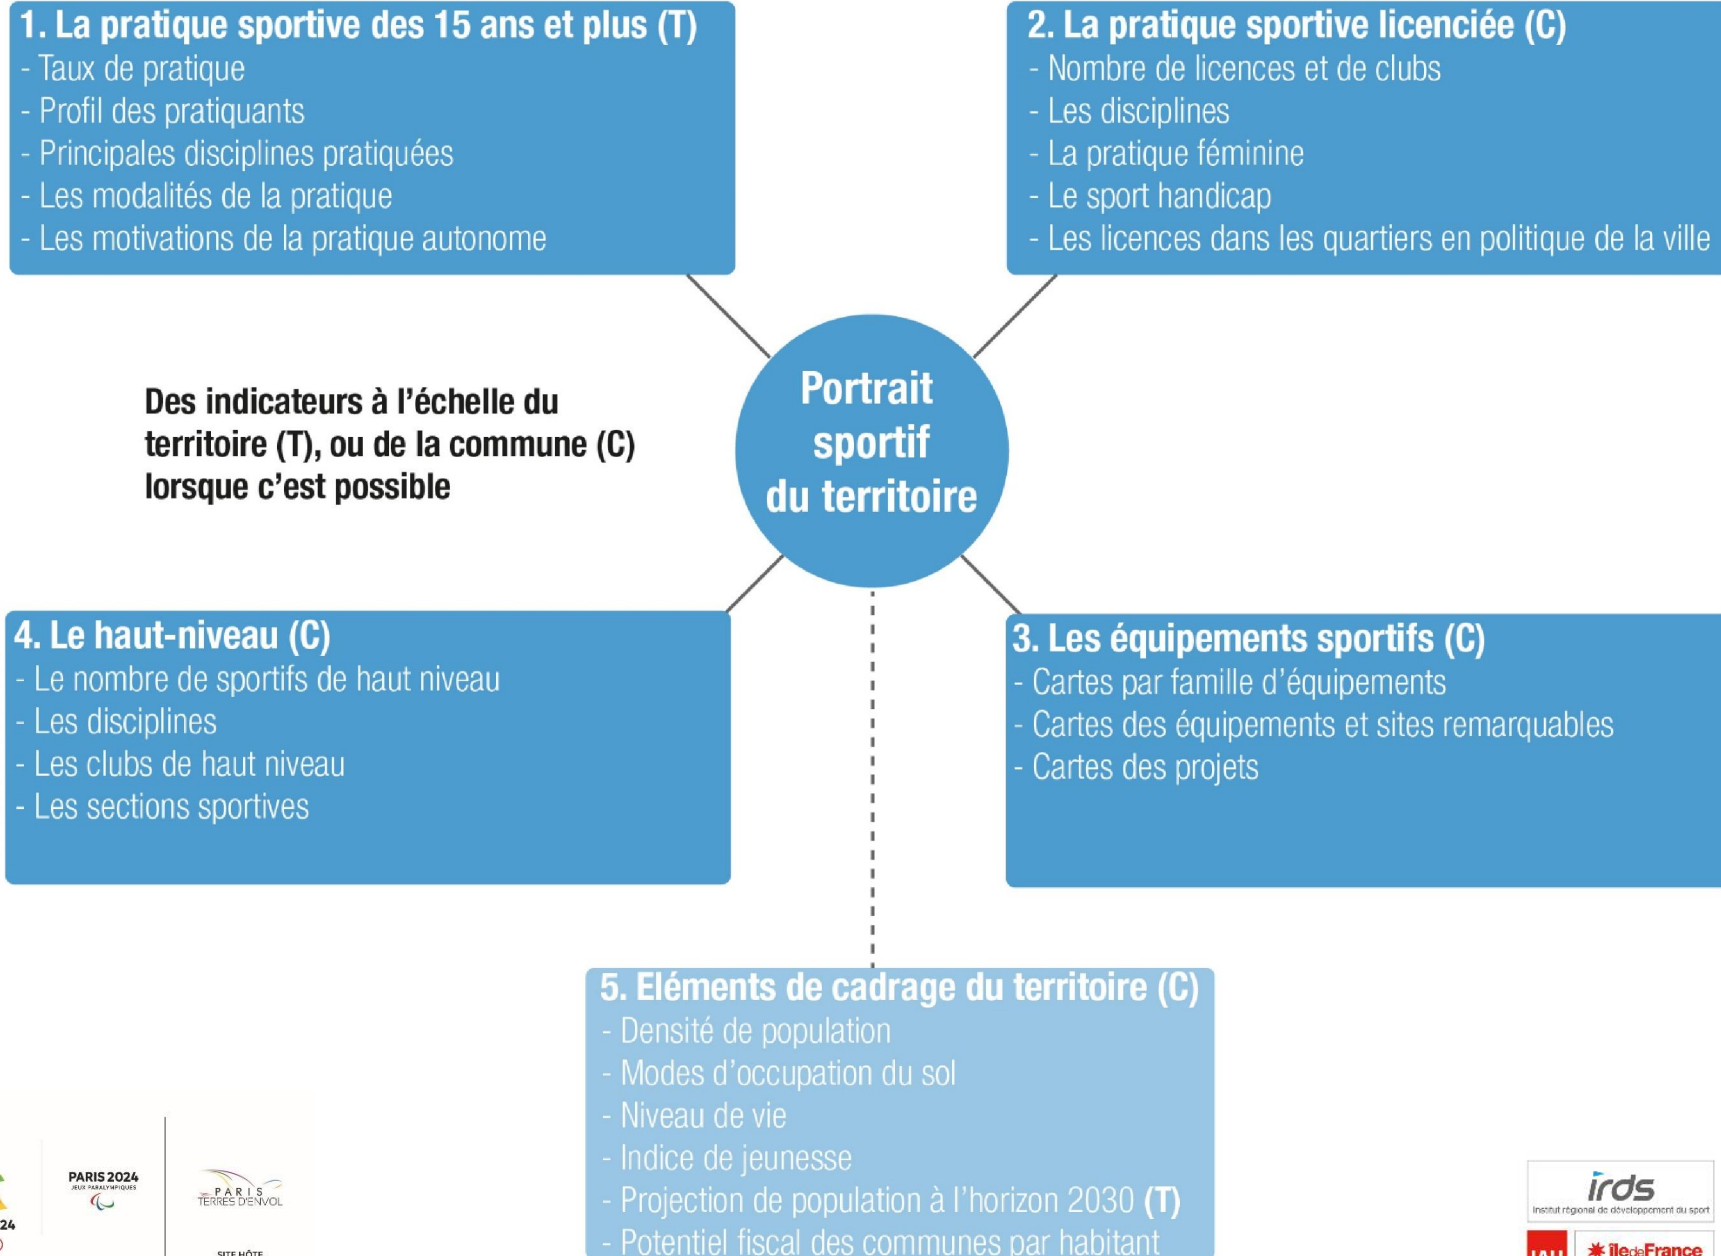 1. La pratique sportive des 15 ans et plus (T)
- Taux de pratique
- Profil des pratiquants
- Principales disciplines pratiquées
- Les modalités de la pratique
- Les motivations de la pratique autonome
2. La pratique sportive licenciée (C)
- Nombre de licences et de clubs
- Les disciplines
- La pratique féminine
- Le sport handicap
- Les licences dans les quartiers en politique de la ville
Des indicateurs à l'échelle du
territoire (T), ou de la commune (C)
lorsque c'est possible
Portrait
sportif
du territoire
4. Le haut-niveau (C)
- Le nombre de sportifs de haut niveau
- Les disciplines
- Les clubs de haut niveau
- Les sections sportives
3. Les équipements sportifs (C)
- Cartes par famille d'équipements
- Cartes des équipements et sites remarquables
- Cartes des projets
5. Eléments de cadrage du territoire (C)
- Densité de population
- Modes d'occupation du sol
- Niveau de vie
- Indice de jeunesse
- Projection de population à l'horizon 2030 (T)
- Potentiel fiscal des communes par habitant
24
PARIS 2024
JEUX PARALYMPIQUES
PARIS
TERRES D'ENVOL
SITE HÔTE
irds
Institut régional de développement du sport
IAU
îledeFrance